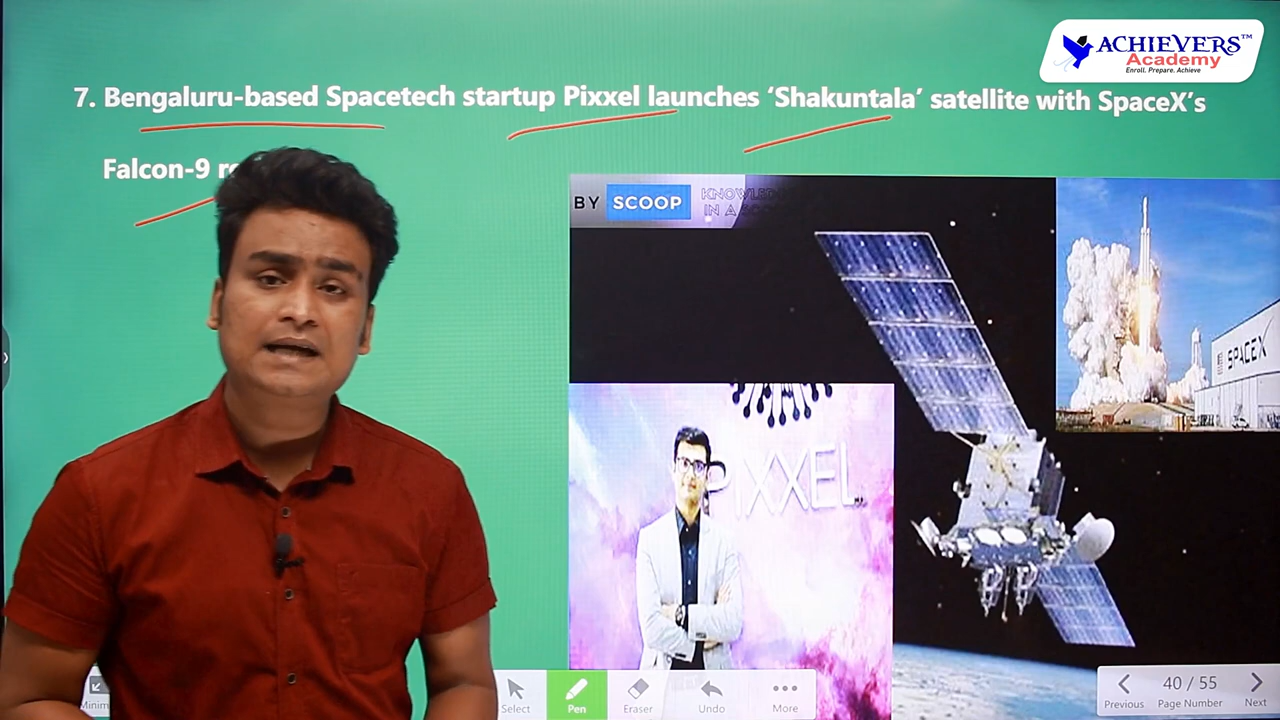 ACHIEVERS™
Academy
Enroll. Prepare. Achieve
7. Bengaluru-based Spacetech startup Pixxel launches ‘Shakuntala’ satellite with SpaceX’s
Falcon-9
BY SCOOP
IN A
SPACEX
PIXXEL
Select
Pen
Eraser
Undo
More
Previous
40 / 55
Page Number
Next